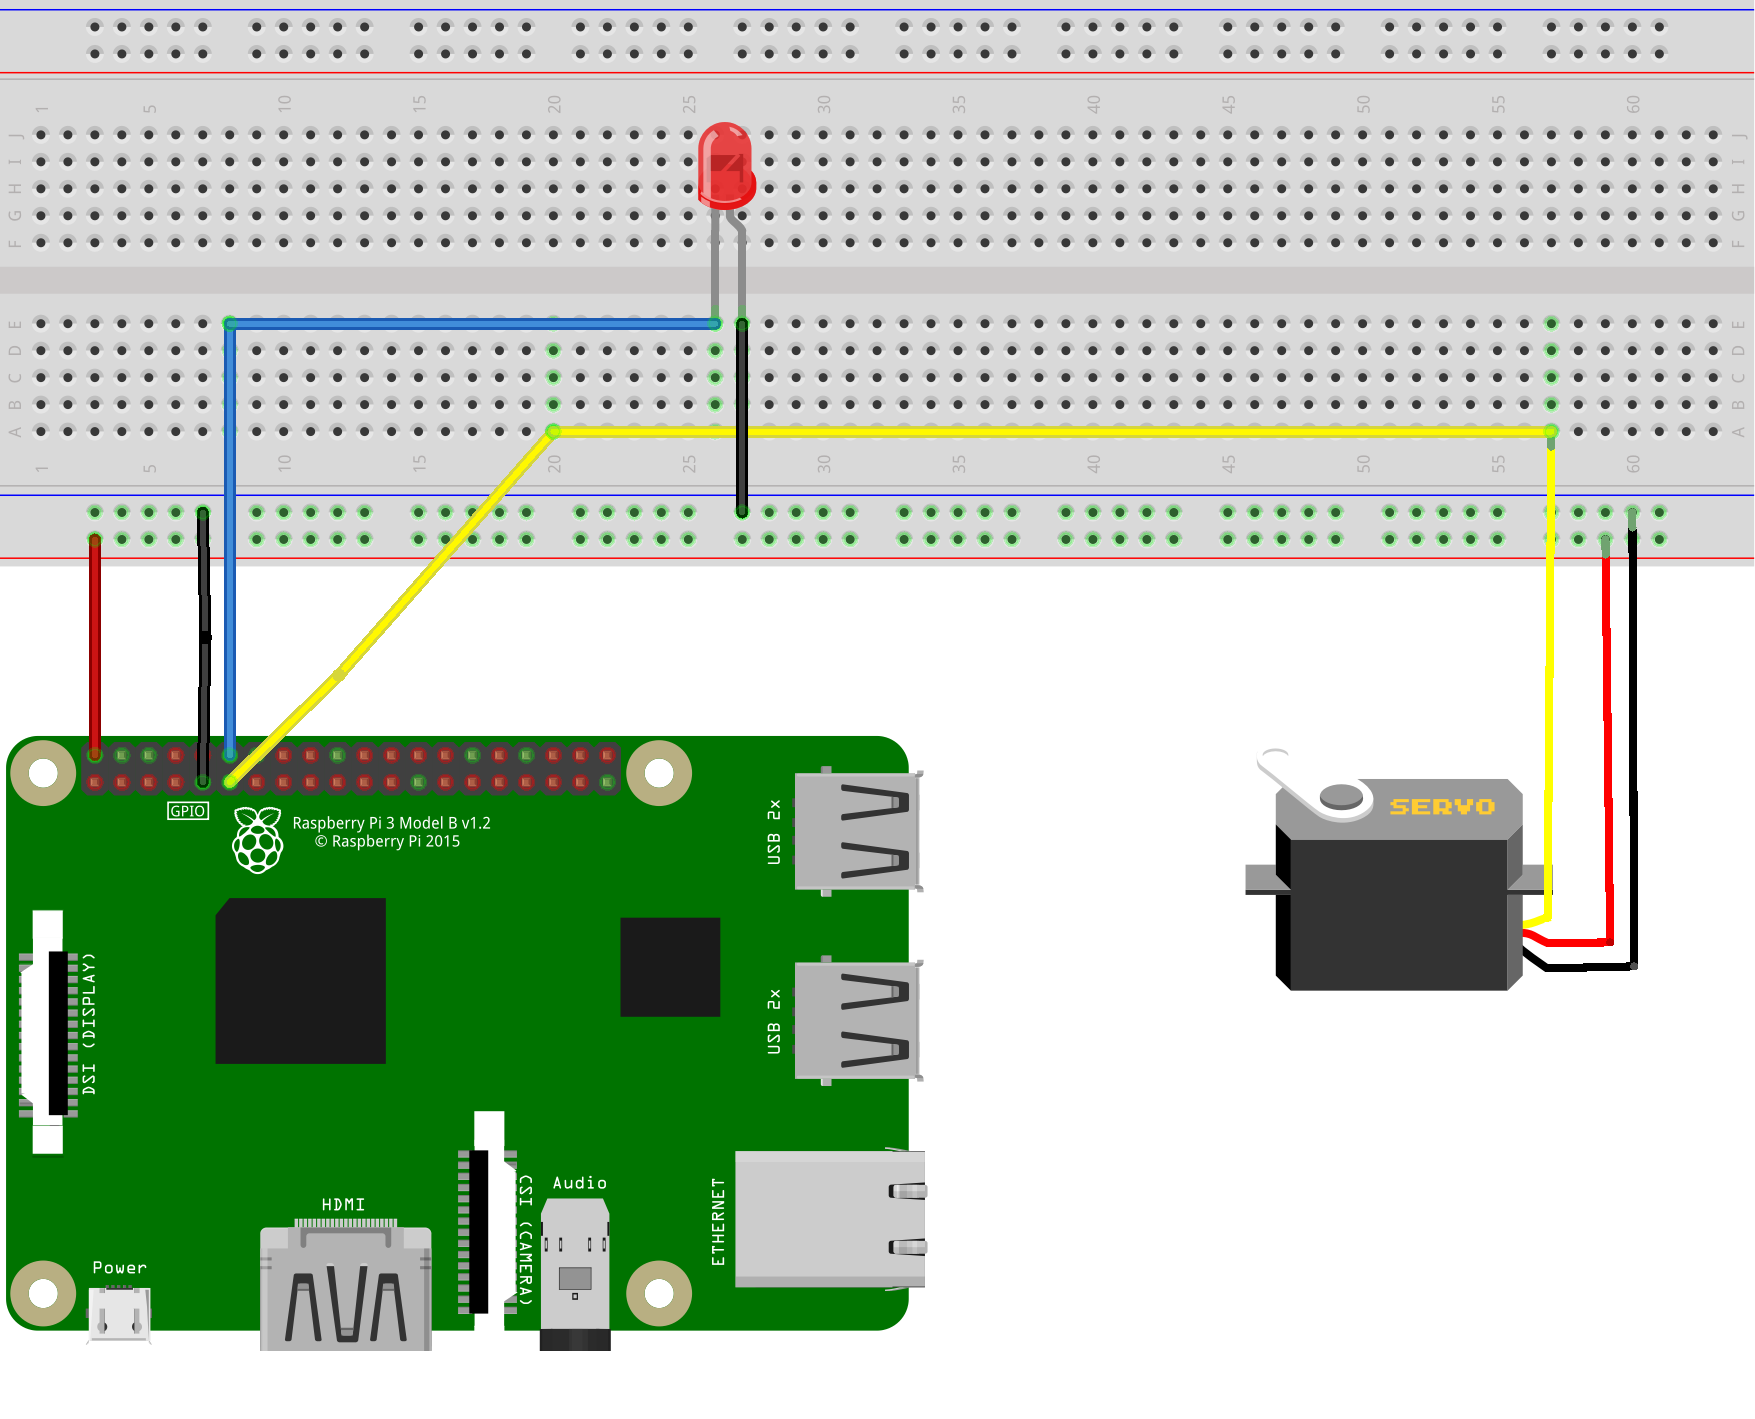 1 5 10 15 20 25 30 35 40 45 50 55 60
J J
I I
H H
G G
F F
E E
D D
C C
B B
A A
1 5 10 15 20 25 30 35 40 45 50 55 60
GPIO
Raspberry Pi 3 Model B v1.2
© Raspberry Pi 2015
USB 2x
SERVO
DSI (DISPLAY)
USB 2x
HDMI
CSI (CAMERA)
Audio
ETHERNET
Power